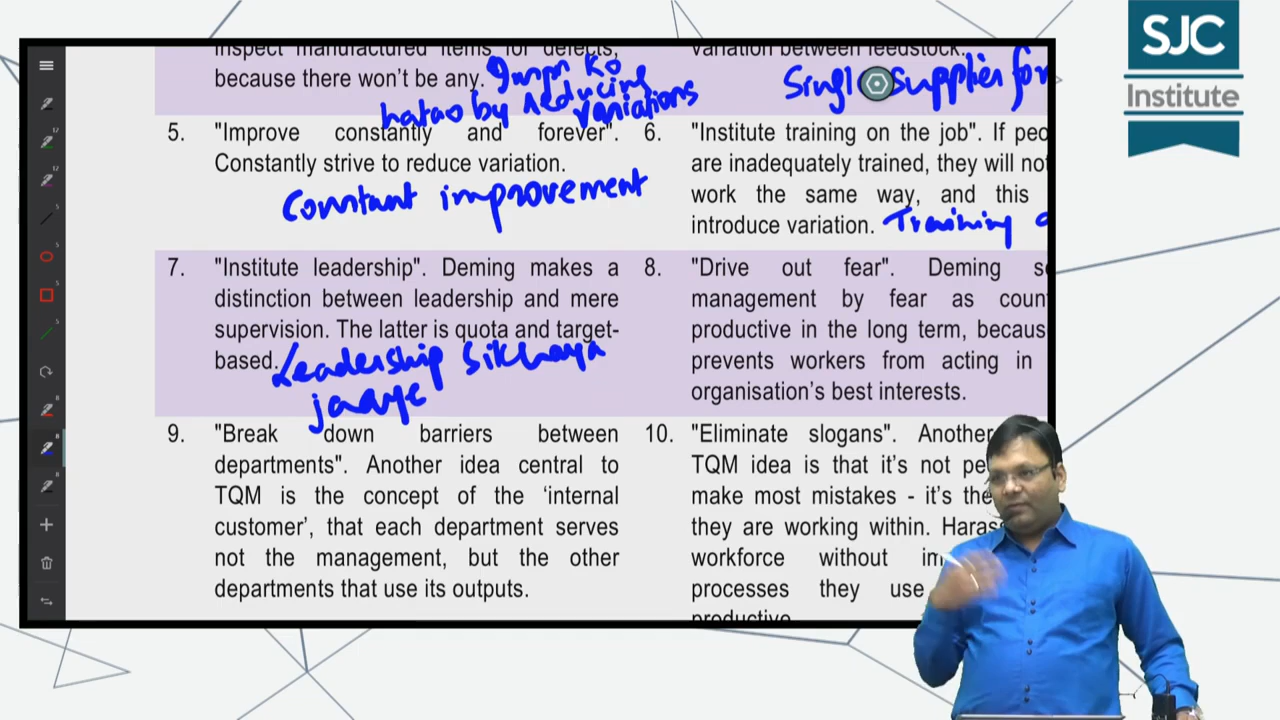 SJC
Institute
inspect manufactured items for defects,
because there won't be any.
hatao by reducing
variations
variation between feedstock.
supplier for
5. "Improve constantly and forever".
Constantly strive to reduce variation.
Constant improvement
6. "Institute training on the job". If peo
are inadequately trained, they will not
work the same way, and this
introduce variation. Training
7. "Institute leadership". Deming makes a
distinction between leadership and mere
supervision. The latter is quota and target-
based. Leadership Sikhaya
jaaye
8. "Drive out fear". Deming s
management by fear as coun
productive in the long term, becaus
prevents workers from acting in
organisation's best interests.
9. "Break down barriers between
departments". Another idea central to
TQM is the concept of the 'internal
customer', that each department serves
not the management, but the other
departments that use its outputs.
10. "Eliminate slogans". Another
TQM idea is that it's not pe
make most mistakes - it's the
they are working within. Haras
workforce without im
processes they use
productive